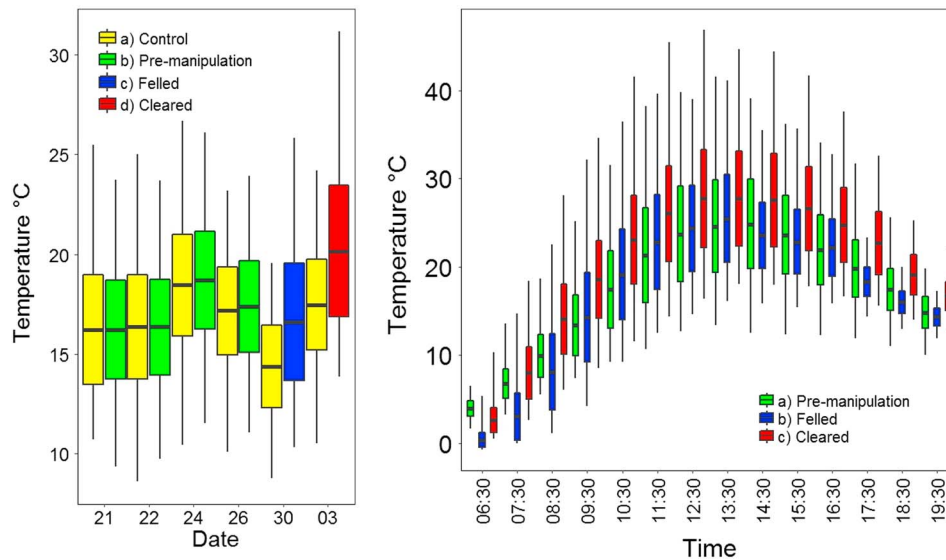 30
25
20
15
10
Temperature °C
a) Control
b) Pre-manipulation
c) Felled
d) Cleared
21 22 24 26 30 03
Date
40
30
20
10
0
Temperature °C
a) Pre-manipulation
b) Felled
c) Cleared
06:30 07:30 08:30 09:30 10:30 11:30 12:30 13:30 14:30 15:30 16:30 17:30 18:30 19:30
Time